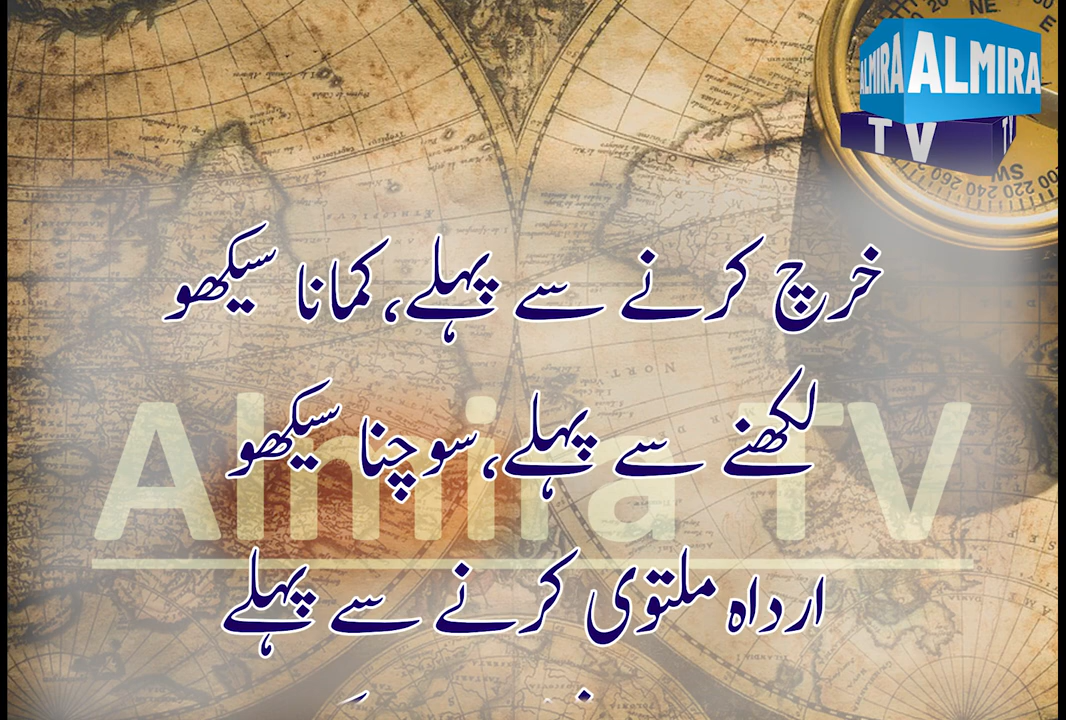 ALMIRA ALMIRA
TV TV
خرچ کرنے سے پہلے، کمانا سیکھو
لکھنے سے پہلے، سوچنا سیکھو
Almira TV
ارداہ ملتوی کرنے سے پہلے